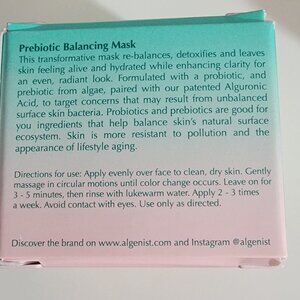 Prebiotic Balancing Mask
This transformative mask re-balances, detoxifies and leaves
skin feeling alive and hydrated while enhancing clarity for
an even, radiant look. Formulated with a probiotic, and
prebiotic from algae, paired with our patented Alguronic
Acid, to target concerns that may result from unbalanced
surface skin bacteria. Probiotics and prebiotics are good for
you ingredients that help balance skin's natural surface
ecosystem. Skin is more resistant to pollution and the
appearance of lifestyle aging.
Directions for use: Apply evenly over face to clean, dry skin. Gently
massage in circular motions until color change occurs. Leave on for
3 - 5 minutes, then rinse with lukewarm water. Apply 2 - 3 times
a week. Avoid contact with eyes. Use only as directed.
Discover the brand on www.algenist.com and Instagram @algenist